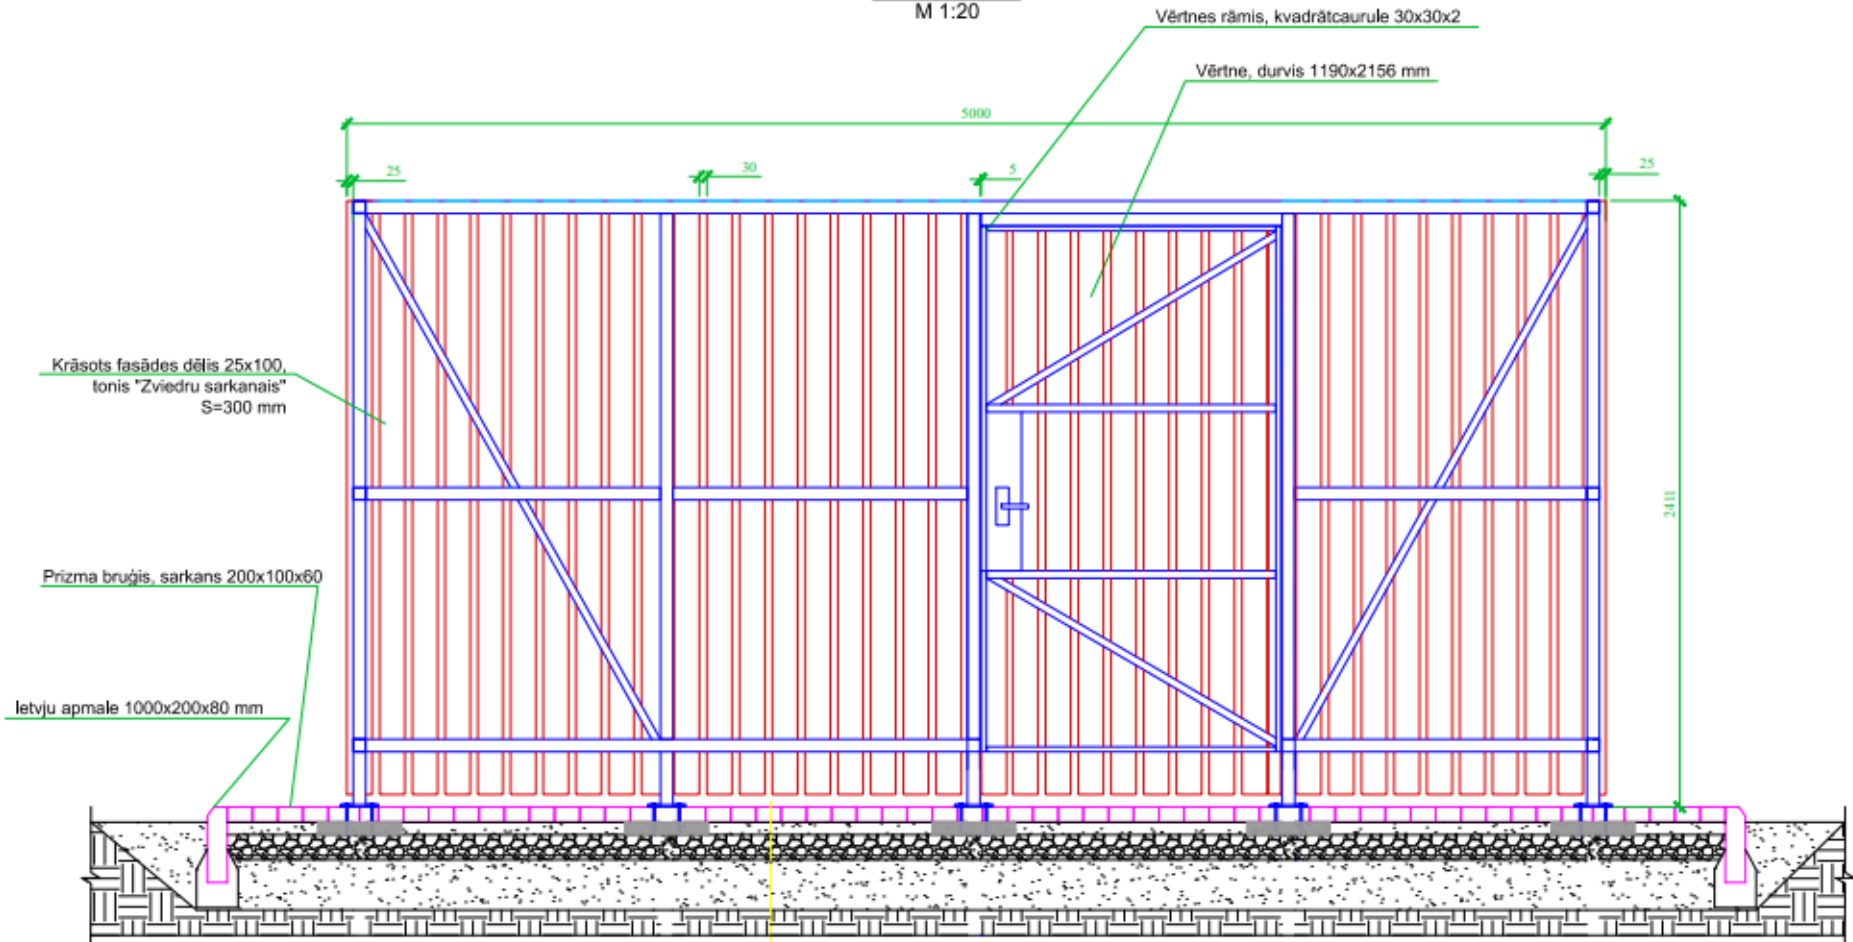 M 1:20
Vērtnes rāmis, kvadrātcaurule 30x30x2
Vērtne, durvis 1190x2156 mm
5000
25
30
5
25
Krāsots fasādes dēlis 25x100,
tonis "Zviedru sarkanais"
S=300 mm
2411
Prizma bruģis, sarkans 200x100x60
Ietvju apmale 1000x200x80 mm